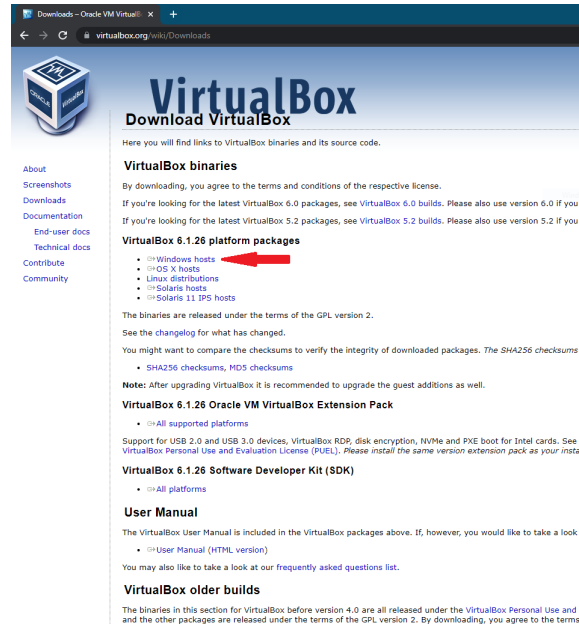 Downloads – Oracle VM VirtualB
virtualbox.org/wiki/Downloads
ORACLE
VM
VirtualBox
VirtualBox
Download VirtualBox
Here you will find links to VirtualBox binaries and its source code.
About
Screenshots
Downloads
Documentation
End-user docs
Technical docs
Contribute
Community
VirtualBox binaries
By downloading, you agree to the terms and conditions of the respective license.
If you're looking for the latest VirtualBox 6.0 packages, see VirtualBox 6.0 builds. Please also use version 6.0 if you
If you're looking for the latest VirtualBox 5.2 packages, see VirtualBox 5.2 builds. Please also use version 5.2 if you
VirtualBox 6.1.26 platform packages
Windows hosts
OS X hosts
Linux distributions
Solaris hosts
Solaris 11 IPS hosts
The binaries are released under the terms of the GPL version 2.
See the changelog for what has changed.
You might want to compare the checksums to verify the integrity of downloaded packages. The SHA256 checksums
SHA256 checksums, MD5 checksums
Note: After upgrading VirtualBox it is recommended to upgrade the guest additions as well.
VirtualBox 6.1.26 Oracle VM VirtualBox Extension Pack
All supported platforms
Support for USB 2.0 and USB 3.0 devices, VirtualBox RDP, disk encryption, NVMe and PXE boot for Intel cards. See
VirtualBox Personal Use and Evaluation License (PUEL). Please install the same version extension pack as your insta
VirtualBox 6.1.26 Software Developer Kit (SDK)
All platforms
User Manual
The VirtualBox User Manual is included in the VirtualBox packages above. If, however, you would like to take a look
User Manual (HTML version)
You may also like to take a look at our frequently asked questions list.
VirtualBox older builds
The binaries in this section for VirtualBox before version 4.0 are all released under the VirtualBox Personal Use and
and the other packages are released under the terms of the GPL version 2. By downloading, you agree to the terms